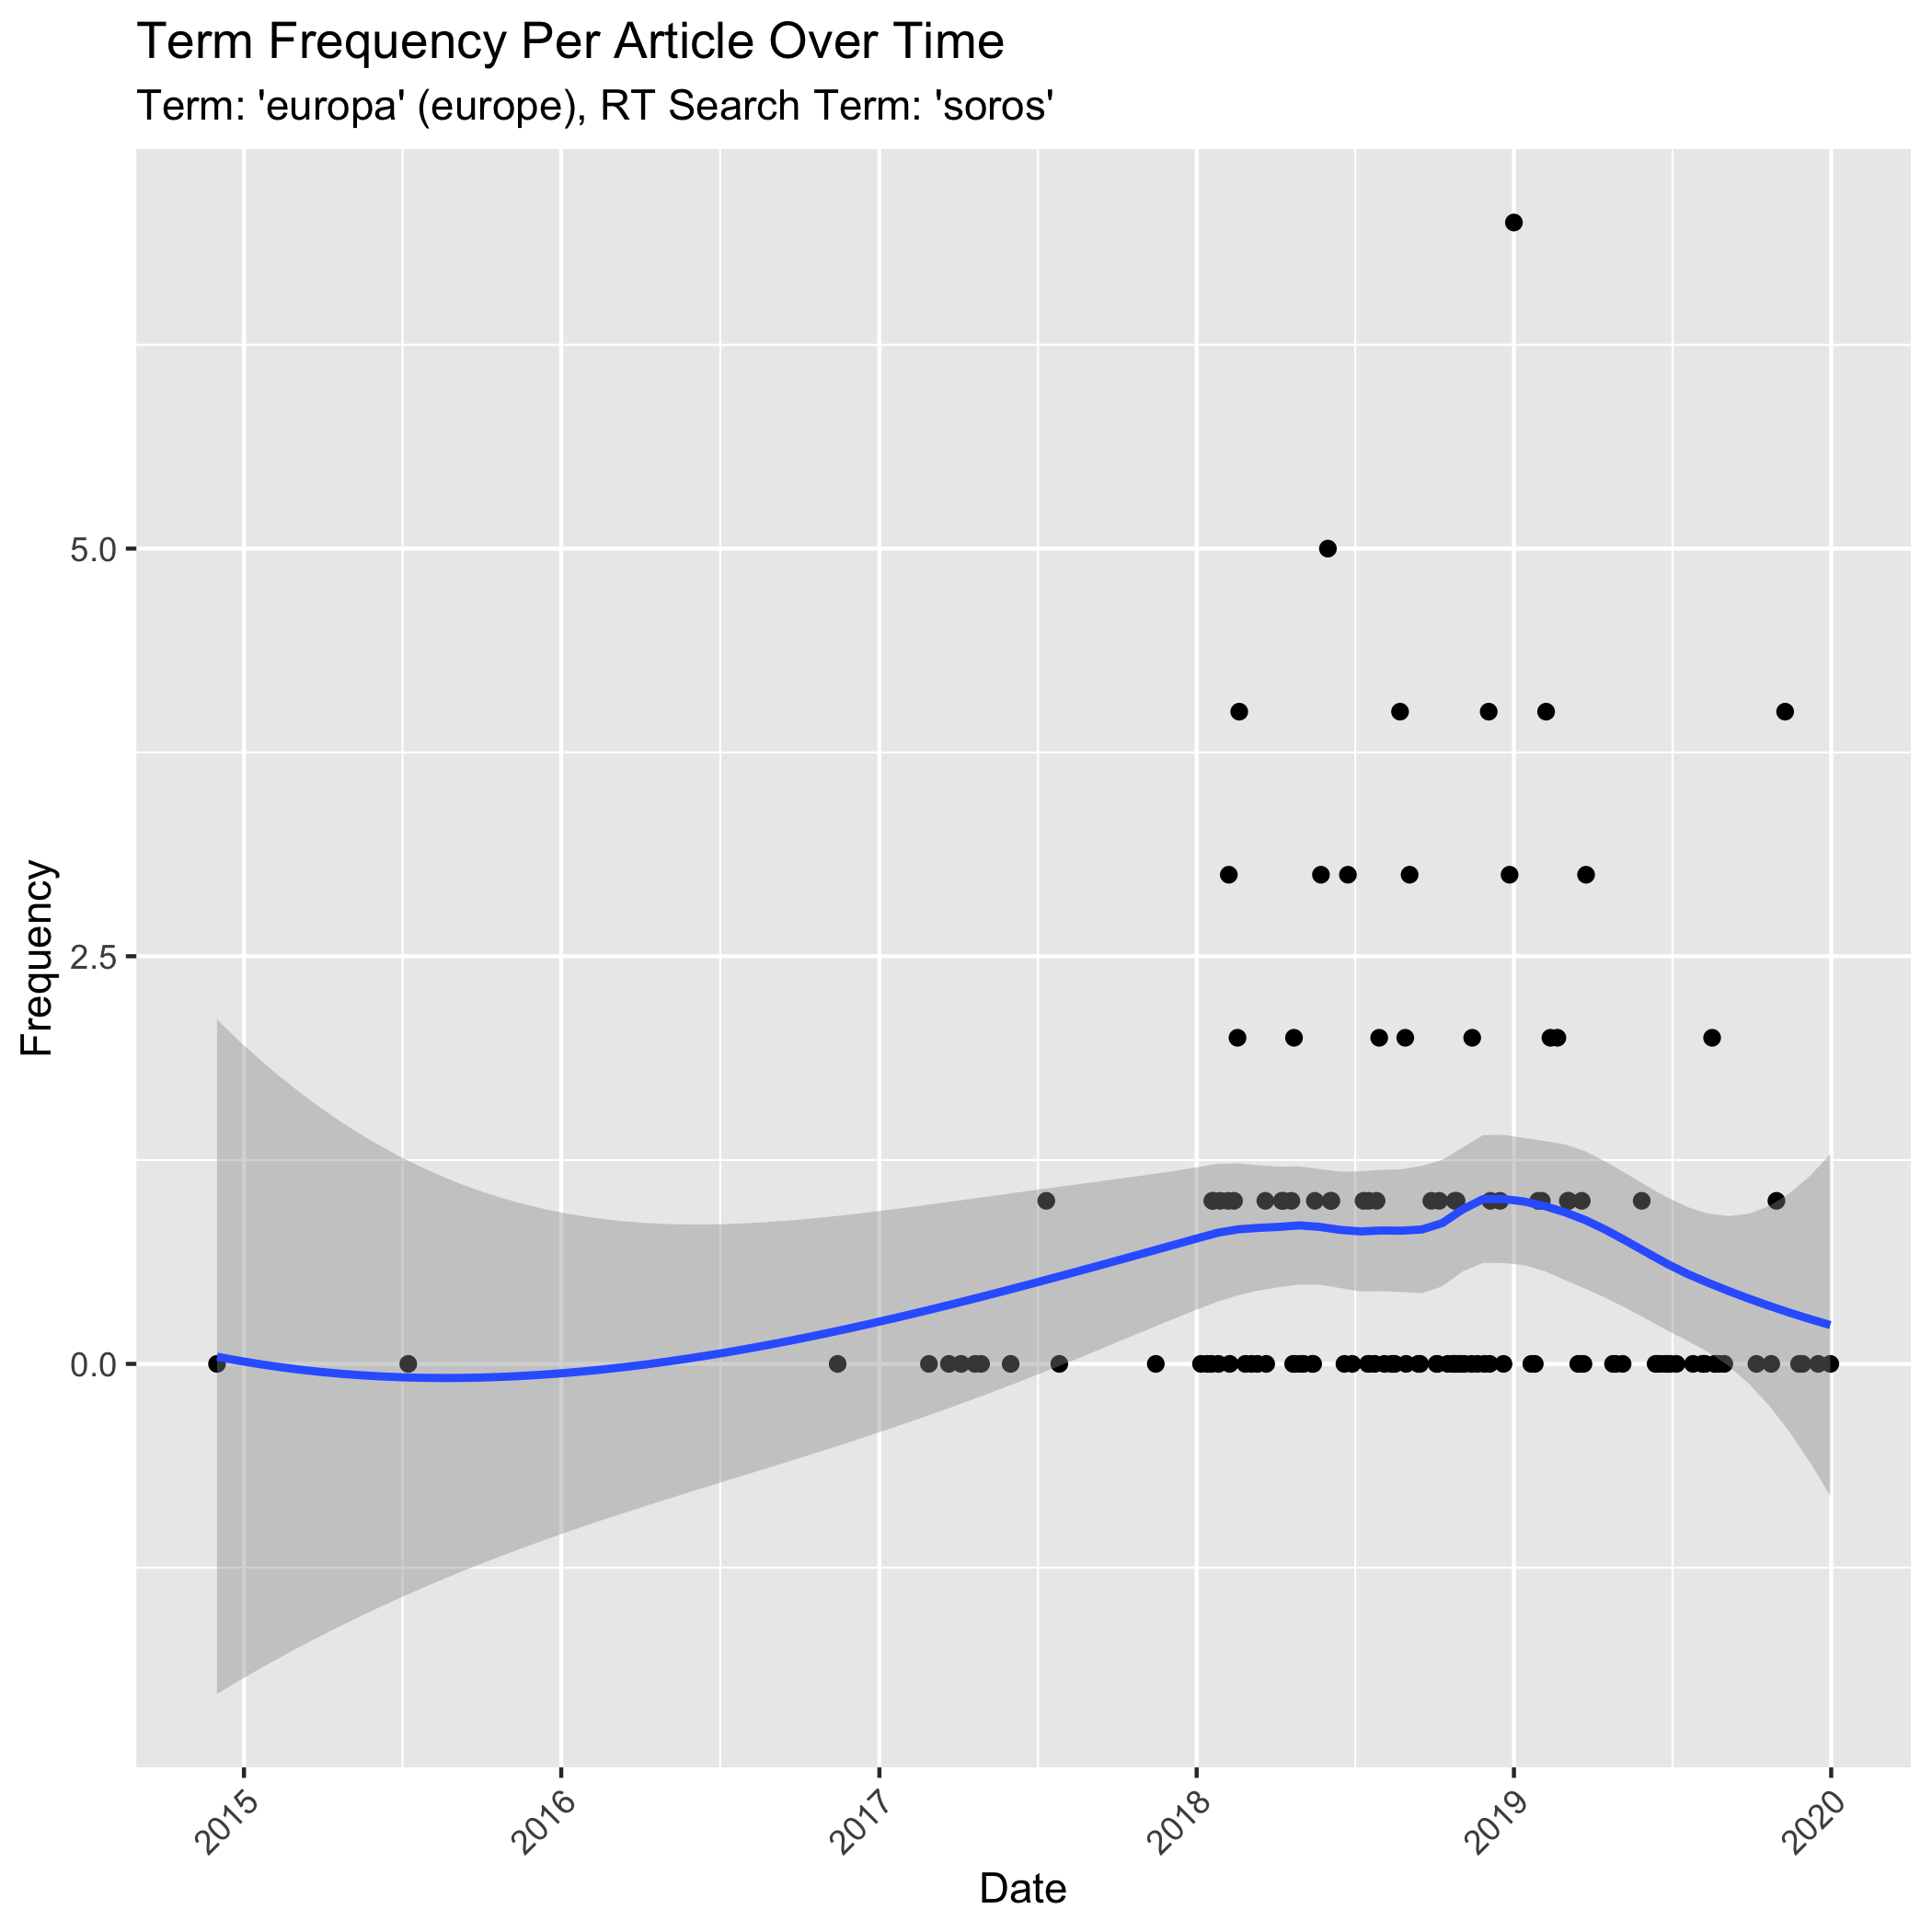 Term Frequency Per Article Over Time
Term: 'europa' (europe), RT Search Term: 'soros'
Frequency
5.0
2.5
0.0
2015
2016
2017
2018
2019
2020
Date